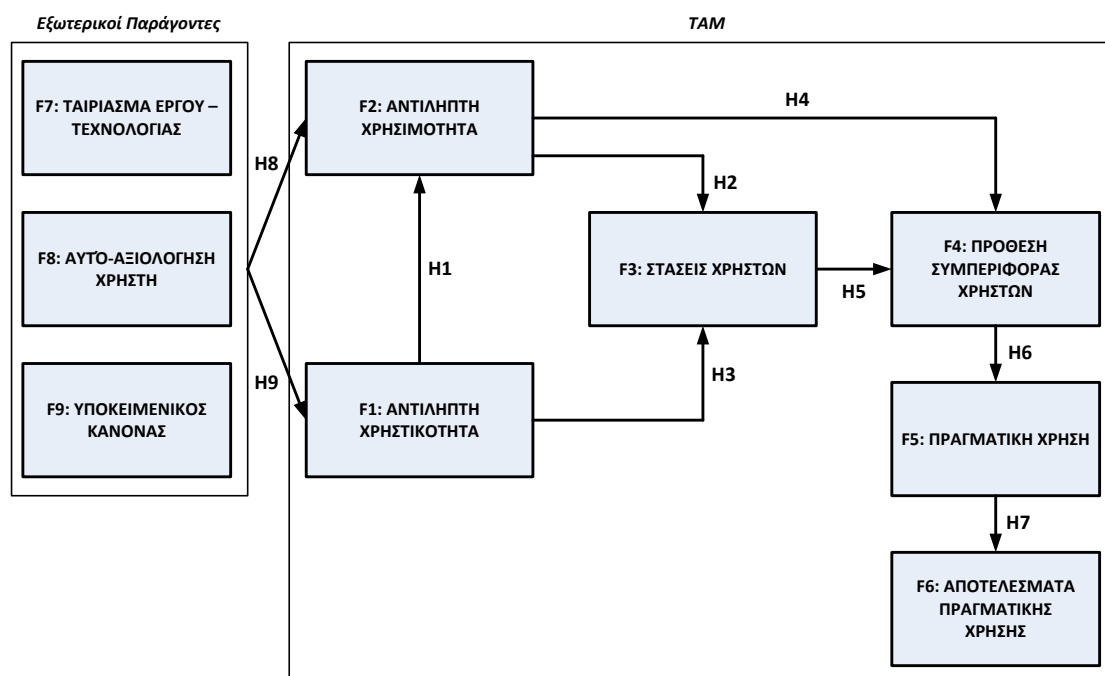 Εξωτερικοί Παράγοντες
TAM
F7: ΤΑΙΡΙΑΣΜΑ ΕΡΓΟΥ –
ΤΕΧΝΟΛΟΓΙΑΣ
F8: ΑΥΤΌ-ΑΞΙΟΛΟΓΗΣΗ
ΧΡΗΣΤΗ
F9: ΥΠΟΚΕΙΜΕΝΙΚΟΣ
ΚΑΝΟΝΑΣ
H8
H9
F2: ΑΝΤΙΛΗΠΤΗ
ΧΡΗΣΙΜΟΤΗΤΑ
H1
F1: ΑΝΤΙΛΗΠΤΗ
ΧΡΗΣΤΙΚΟΤΗΤΑ
H4
H2
F3: ΣΤΑΣΕΙΣ ΧΡΗΣΤΩΝ
H3
H5
F4: ΠΡΟΘΕΣΗ
ΣΥΜΠΕΡΙΦΟΡΑΣ
ΧΡΗΣΤΩΝ
H6
F5: ΠΡΑΓΜΑΤΙΚΗ ΧΡΗΣΗ
H7
F6: ΑΠΟΤΕΛΕΣΜΑΤΑ
ΠΡΑΓΜΑΤΙΚΗΣ
ΧΡΗΣΗΣ